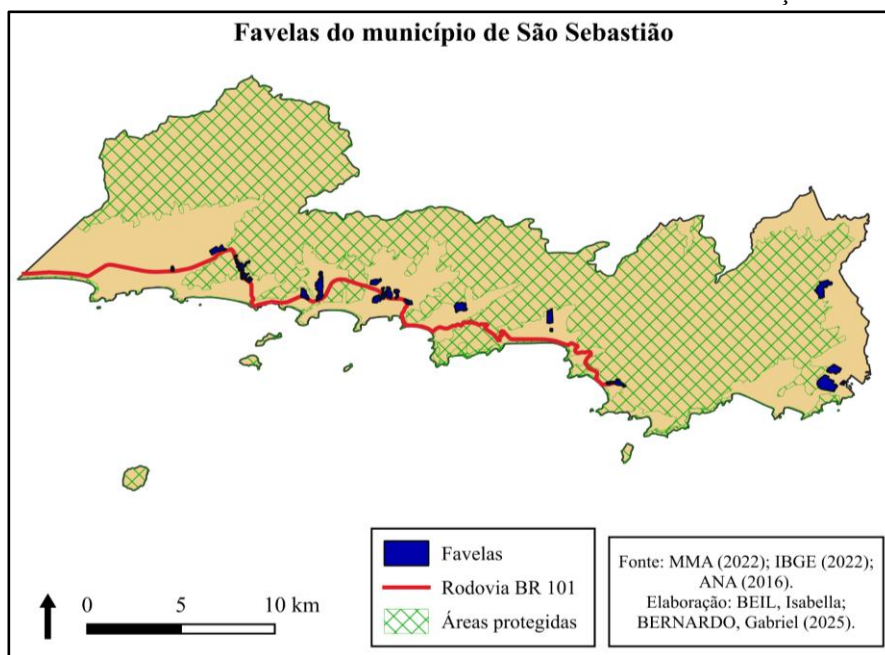 Favelas do município de São Sebastião
Favelas
Rodovia BR 101
Áreas protegidas
Fonte: MMA (2022); IBGE (2022);
ANA (2016).
Elaboração: BEIL, Isabella;
BERNARDO, Gabriel (2025).
0 5 10 km